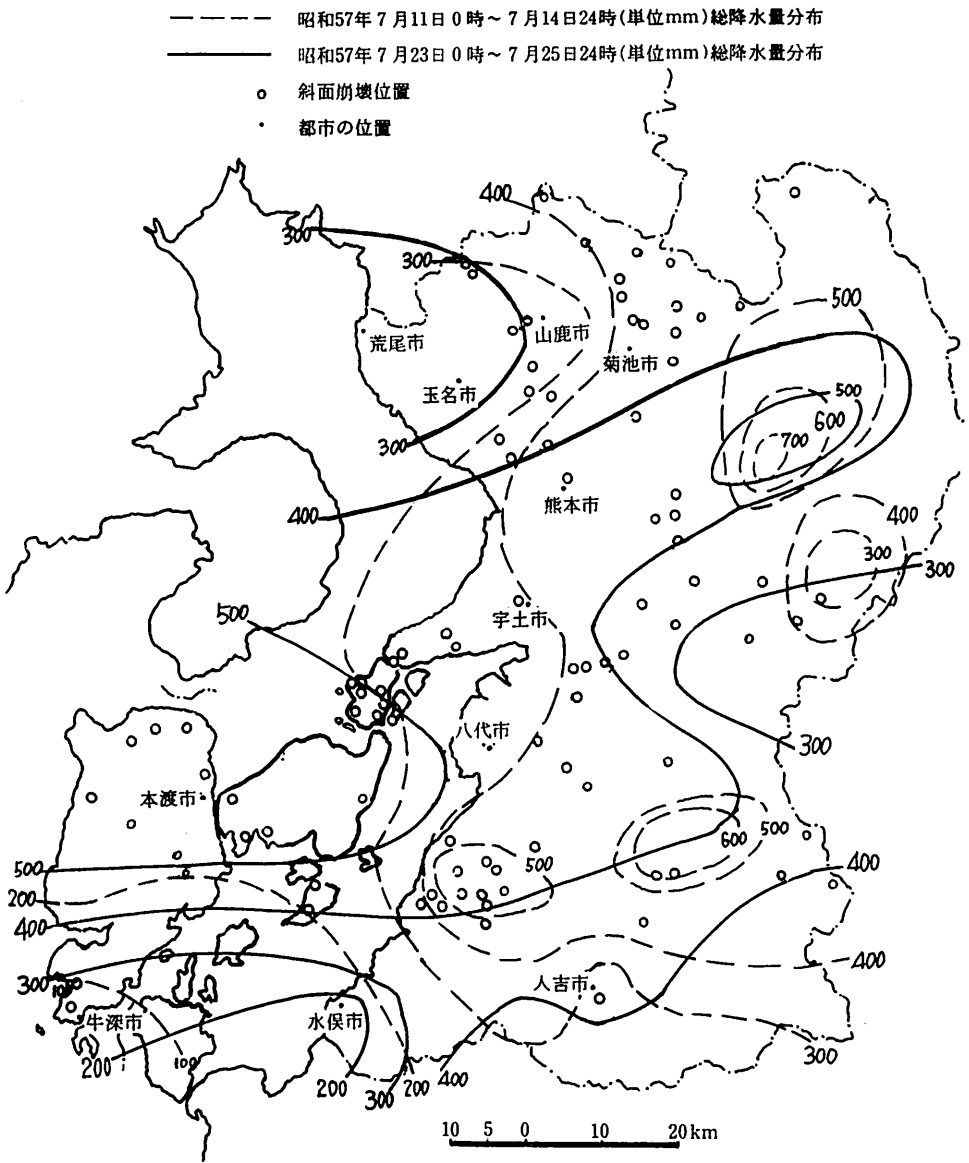 昭和57年7月11日0時～7月14日24時(単位mm)総降水量分布
昭和57年7月23日0時～7月25日24時(単位mm)総降水量分布
斜面崩壊位置
都市の位置
400
300
300
500
荒尾市
山鹿市
菊池市
玉名市
500
600
700
300
400
熊本市
400
300
300
500
宇土市
八代市
300
本渡市
500
600
500
500
400
200
400
400
300
100
人吉市
牛深市
水俣市
300
200
100
200
300
200
400
10 5 0 10 20km